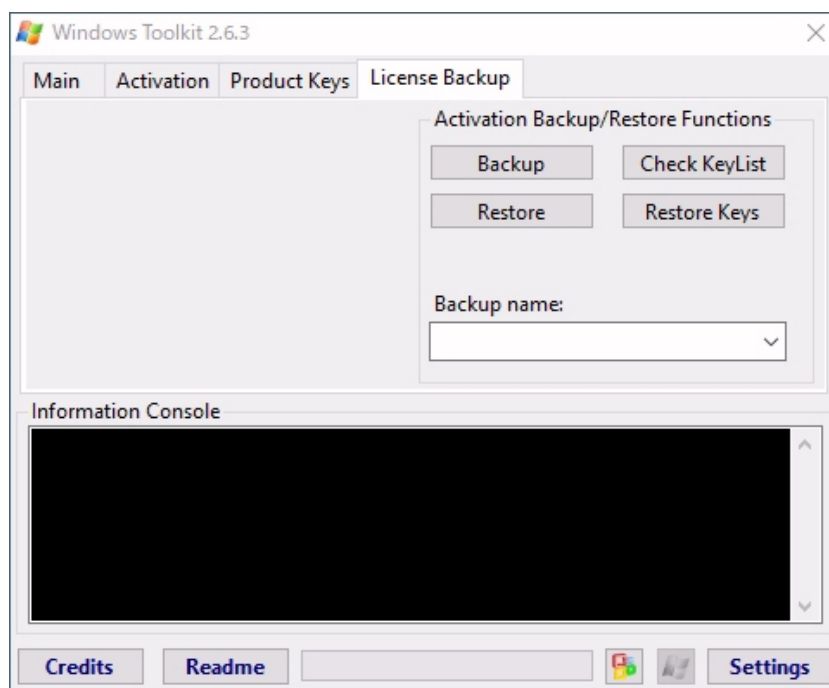 Windows Toolkit 2.6.3
Main Activation Product Keys License Backup
Activation Backup/Restore Functions
Backup Check KeyList
Restore Restore Keys
Backup name:
Information Console
Credits Readme Settings